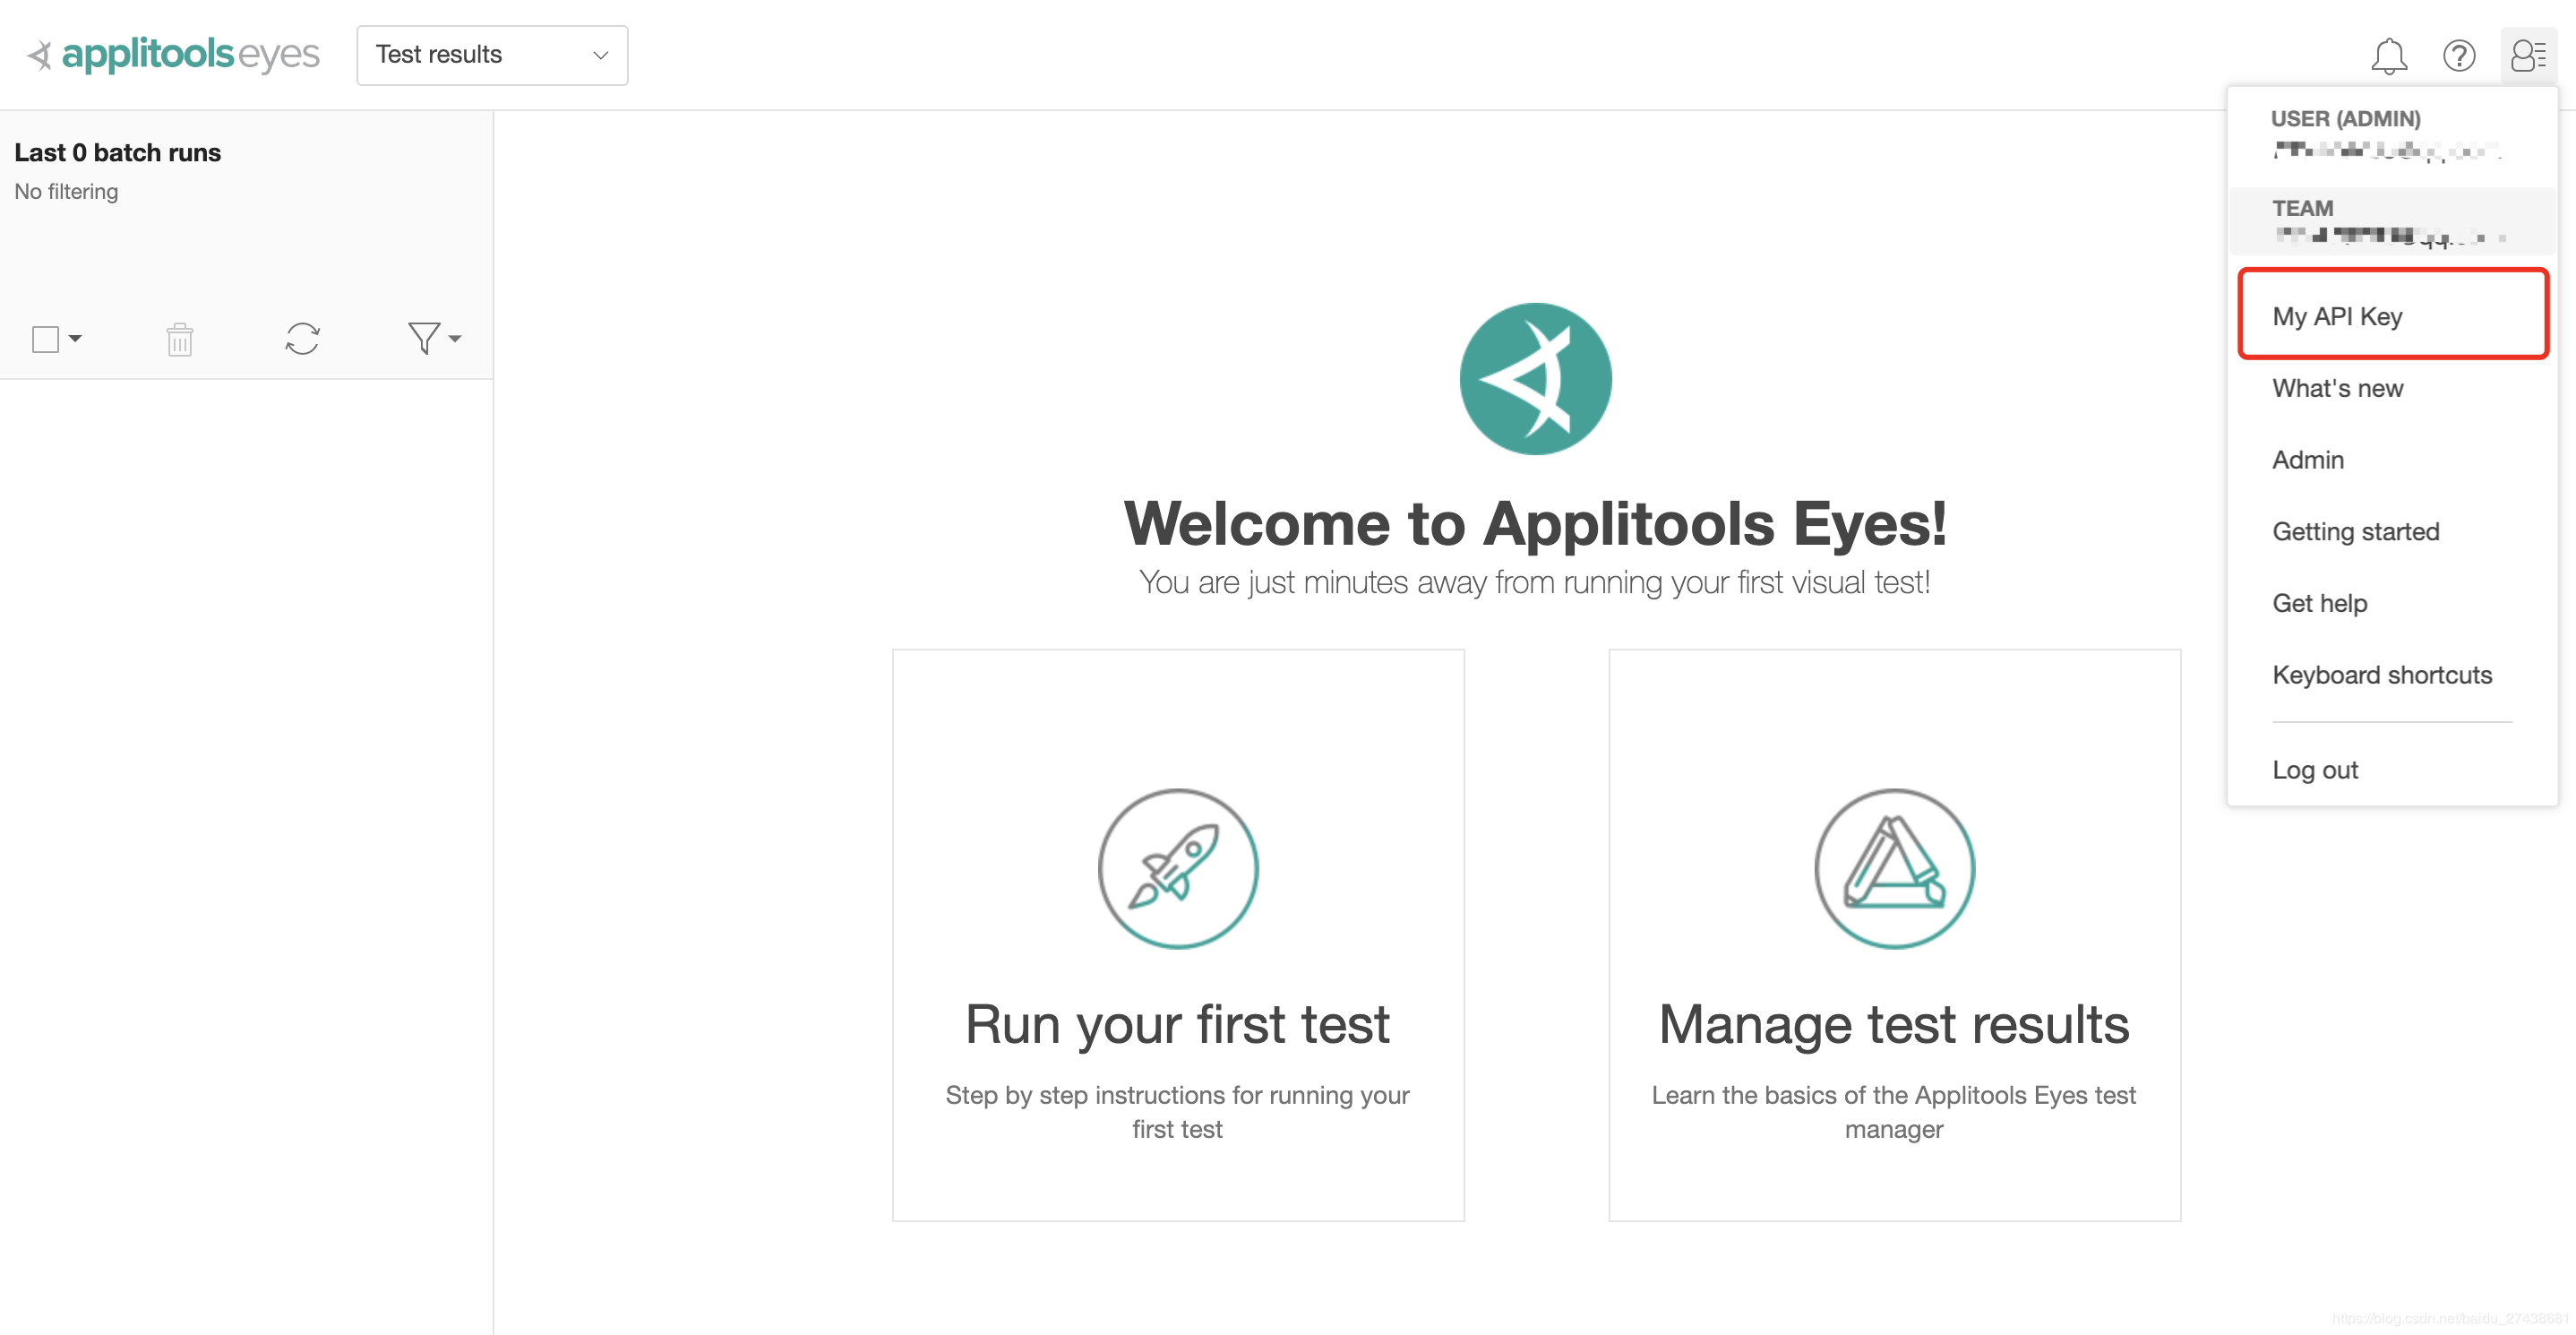 applitools eyes
Test results
Last 0 batch runs
No filtering
USER (ADMIN)
TEAM
My API Key
What's new
Admin
Getting started
Get help
Keyboard shortcuts
Log out
Welcome to Applitools Eyes!
You are just minutes away from running your first visual test!
Run your first test
Step by step instructions for running your
first test
Manage test results
Learn the basics of the Applitools Eyes test
manager
https://blog.csdn.net/baidu_27438681